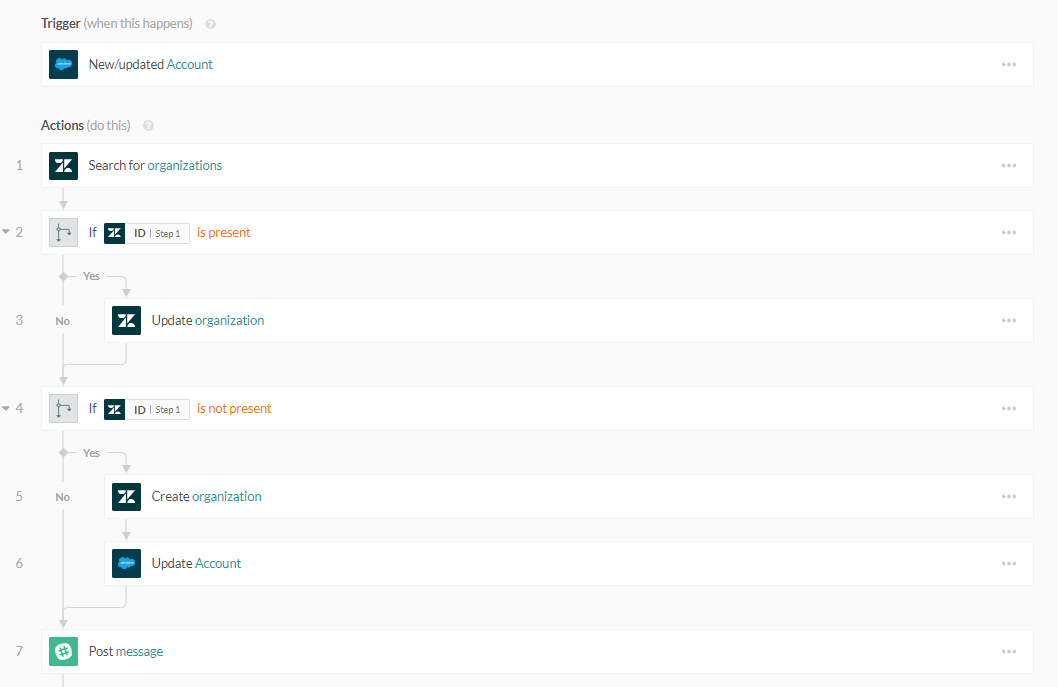 Trigger (when this happens) ?
New/updated Account
Actions (do this) ?
1 Search for organizations
2 If ID | Step 1 is present
Yes
3 No Update organization
4 If ID | Step 1 is not present
Yes
5 No Create organization
6 Update Account
7 Post message